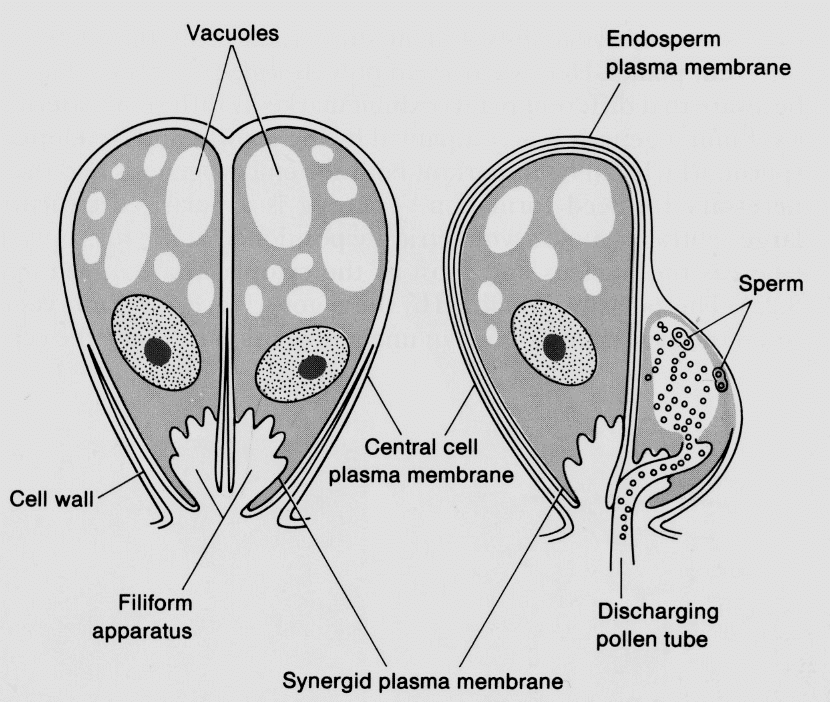 Vacuoles
Endosperm
plasma membrane
Sperm
Central cell
plasma membrane
Cell wall
Filiform
apparatus
Discharging
pollen tube
Synergid plasma membrane